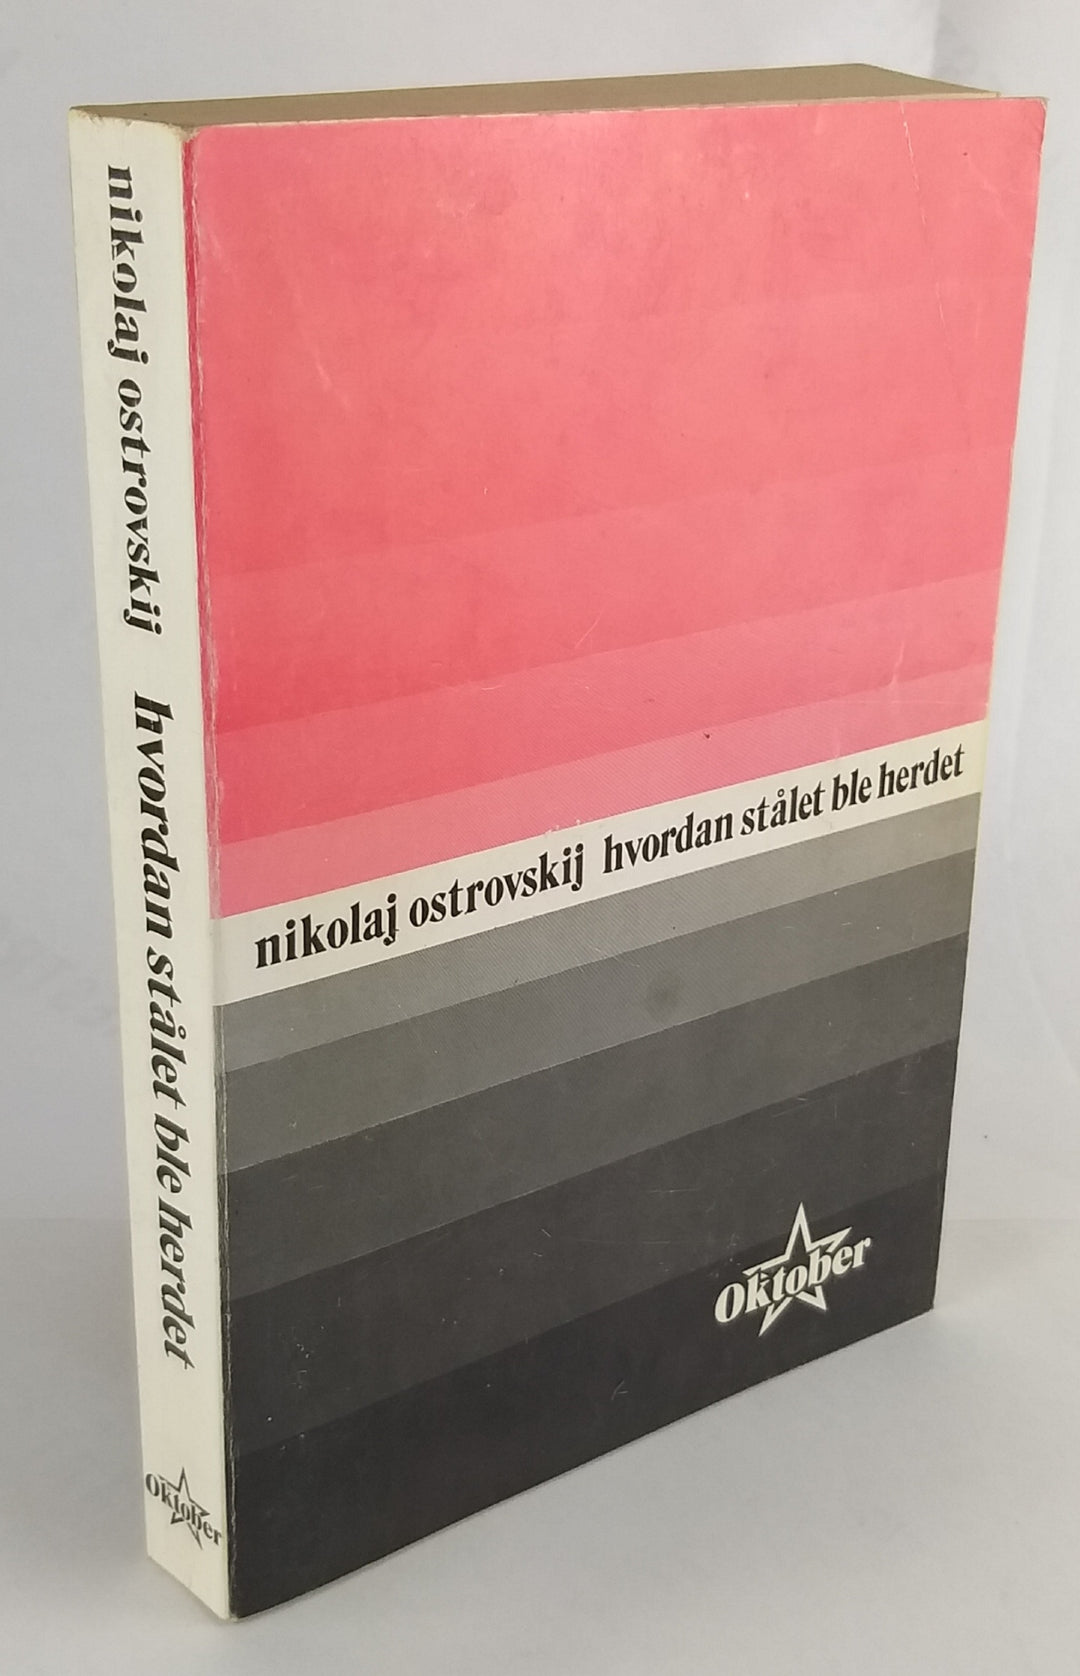 nikolaj ostrovskij hvordan stålet ble herdet
Oktober
nikolaj ostrovskij hvordan stålet ble herdet
Oktober